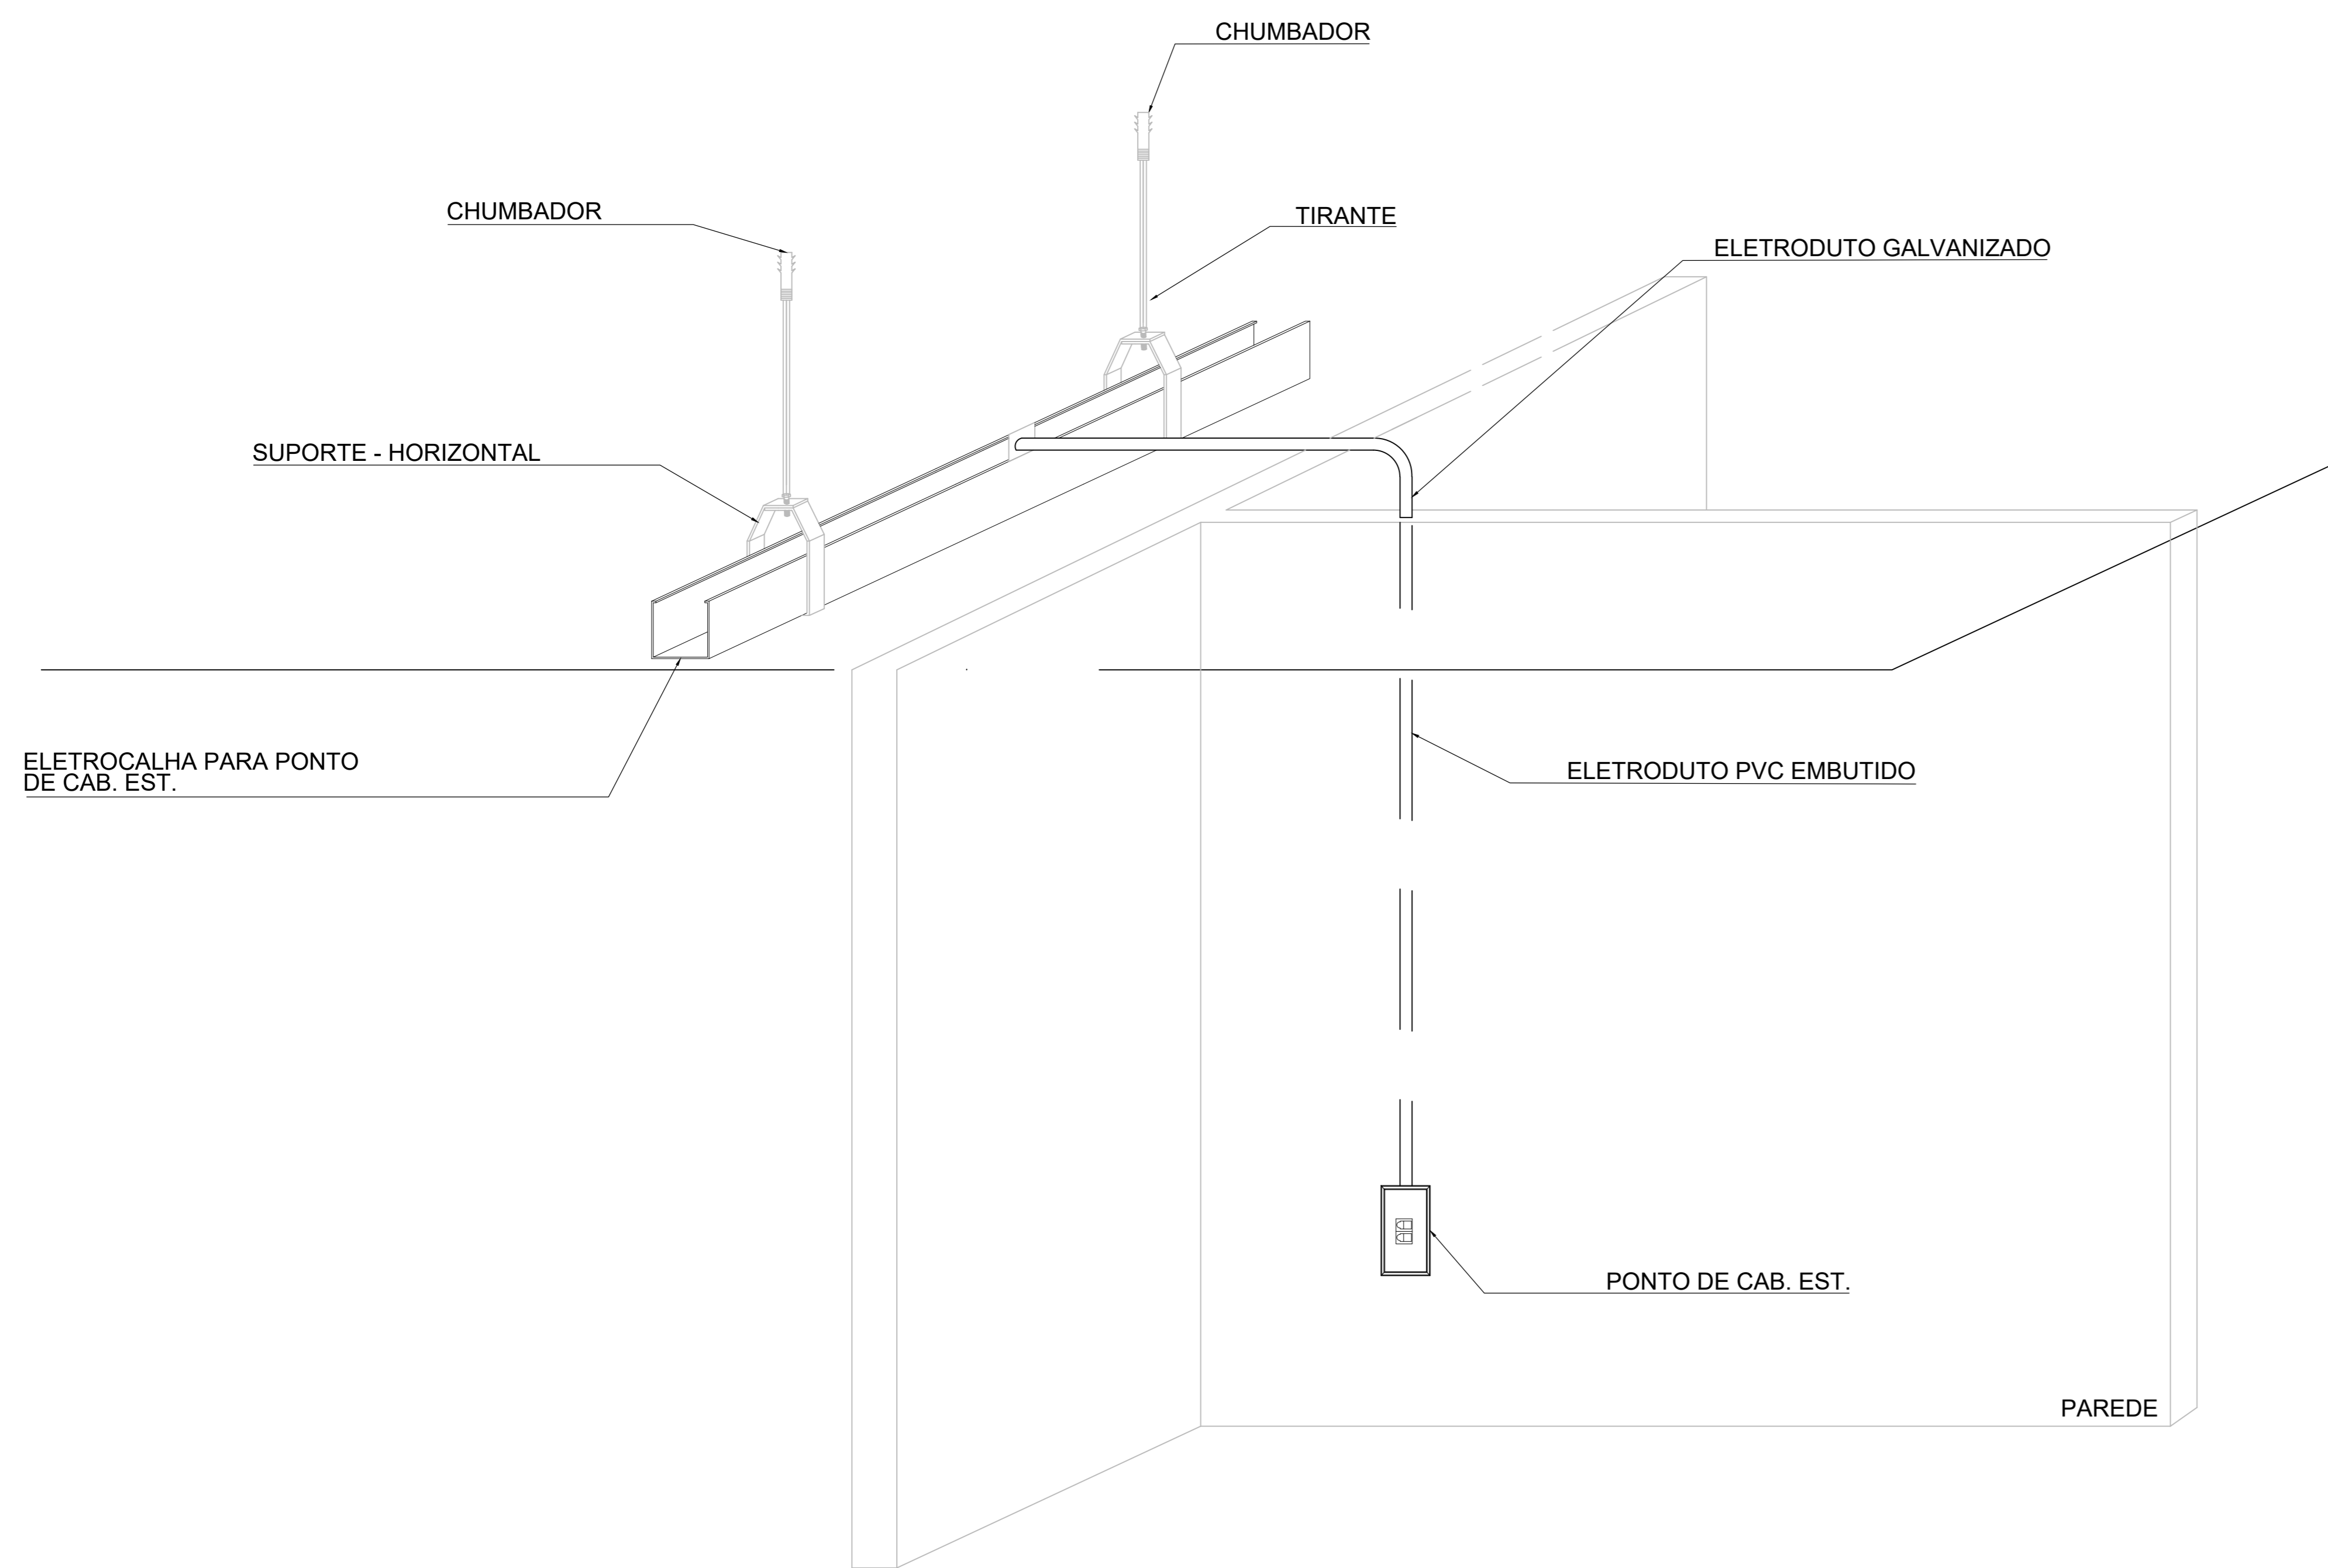 CHUMBADOR
CHUMBADOR
TIRANTE
ELETRODUTO GALVANIZADO
SUPORTE - HORIZONTAL
ELETROCALHA PARA PONTO
DE CAB. EST.
ELETRODUTO PVC EMBUTIDO
PONTO DE CAB. EST.
PAREDE